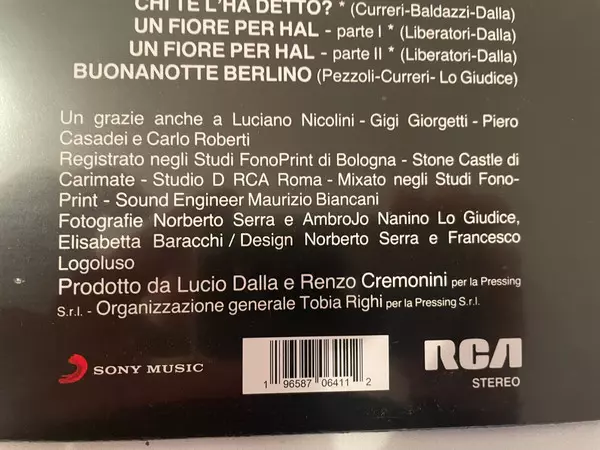 CHI TE L'HA DETTO? * (Curreri-Baldazzi-Dalla)
UN FIORE PER HAL - parte I * (Liberatori-Dalla)
UN FIORE PER HAL - parte II * (Liberatori-Dalla)
BUONANOTTE BERLINO (Pezzoli-Curreri- Lo Giudice)
Un grazie anche a Luciano Nicolini - Gigi Giorgetti - Piero
Casadei e Carlo Roberti
Registrato negli Studi FonoPrint di Bologna - Stone Castle di
Carimate - Studio D RCA Roma - Mixato negli Studi Fono-
Print - Sound Engineer Maurizio Biancani
Fotografie Norberto Serra e AmbroJo Nanino Lo Giudice,
Elisabetta Baracchi / Design Norberto Serra e Francesco
Logoluso
Prodotto da Lucio Dalla e Renzo Cremonini per la Pressing
S.r.l. - Organizzazione generale Tobia Righi per la Pressing S.r.l.
SONY MUSIC
1 96587 06411 2
RCA
STEREO